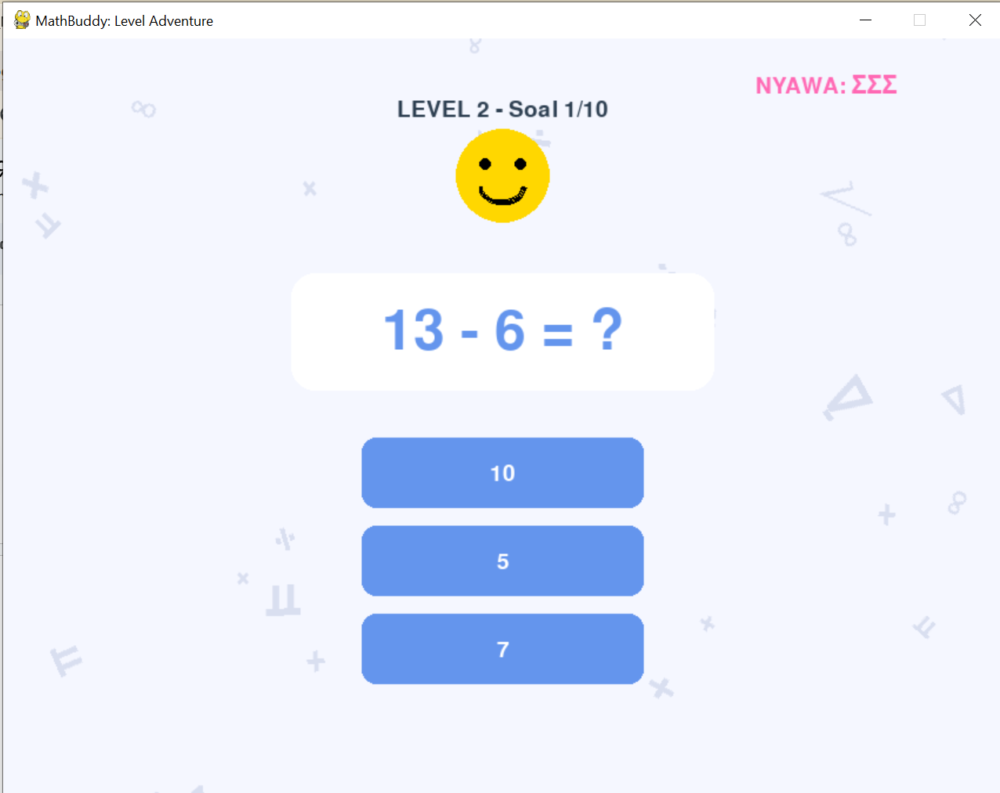 MathBuddy: Level Adventure
NYAWA: ΣΣΣ
LEVEL 2 - Soal 1/10
13 - 6 = ?
10
5
7